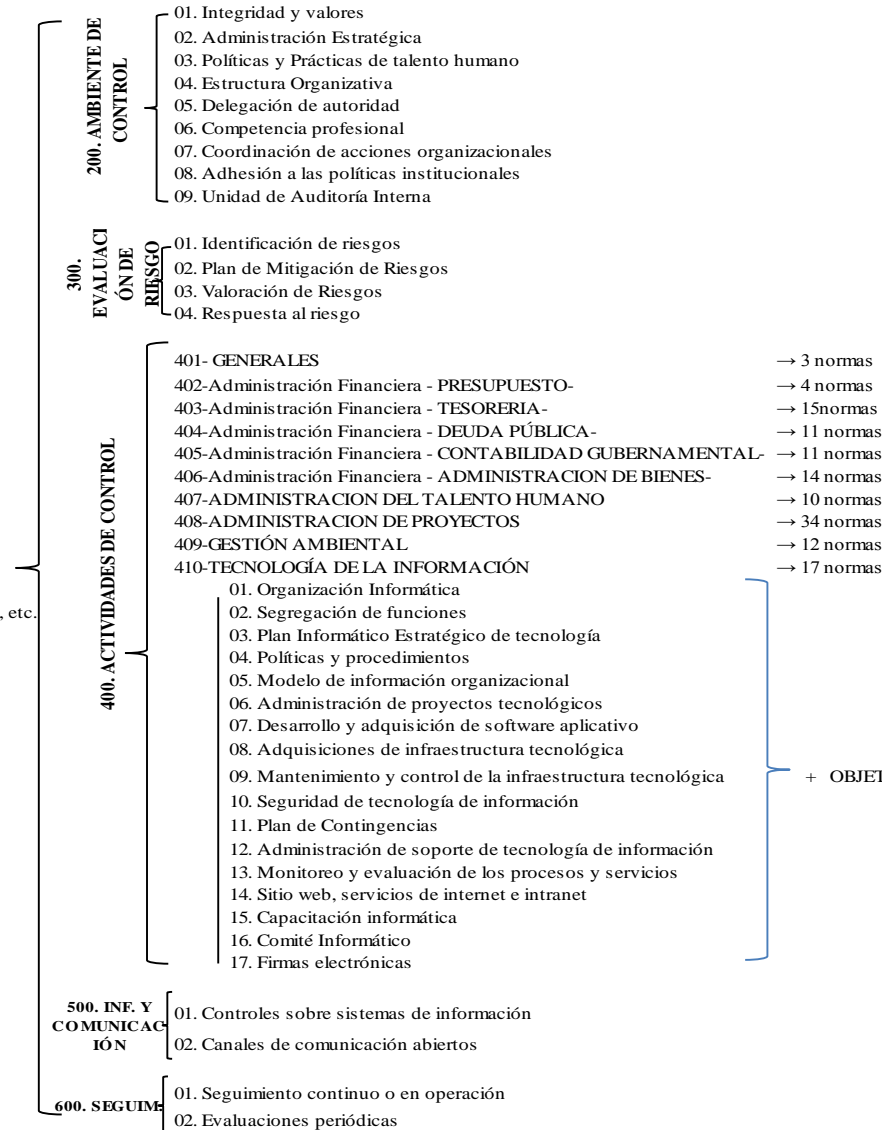 200. AMBIENTE DE
CONTROL
01. Integridad y valores
02. Administración Estratégica
03. Políticas y Prácticas de talento humano
04. Estructura Organizativa
05. Delegación de autoridad
06. Competencia profesional
07. Coordinación de acciones organizacionales
08. Adhesión a las políticas institucionales
09. Unidad de Auditoría Interna
300.
EVALUACI
ÓN DE
RIESGO
01. Identificación de riesgos
02. Plan de Mitigación de Riesgos
03. Valoración de Riesgos
04. Respuesta al riesgo
, etc.
400. ACTIVIDADES DE CONTROL
401- GENERALES → 3 normas
402-Administración Financiera - PRESUPUESTO- → 4 normas
403-Administración Financiera - TESORERIA- → 15normas
404-Administración Financiera - DEUDA PÚBLICA- → 11 normas
405-Administración Financiera - CONTABILIDAD GUBERNAMENTAL- → 11 normas
406-Administración Financiera - ADMINISTRACION DE BIENES- → 14 normas
407-ADMINISTRACION DEL TALENTO HUMANO → 10 normas
408-ADMINISTRACION DE PROYECTOS → 34 normas
409-GESTIÓN AMBIENTAL → 12 normas
410-TECNOLOGÍA DE LA INFORMACIÓN → 17 normas
01. Organización Informática
02. Segregación de funciones
03. Plan Informático Estratégico de tecnología
04. Políticas y procedimientos
05. Modelo de información organizacional
06. Administración de proyectos tecnológicos
07. Desarrollo y adquisición de software aplicativo
08. Adquisiciones de infraestructura tecnológica
09. Mantenimiento y control de la infraestructura tecnológica
10. Seguridad de tecnología de información
11. Plan de Contingencias
12. Administración de soporte de tecnología de información
13. Monitoreo y evaluación de los procesos y servicios
14. Sitio web, servicios de internet e intranet
15. Capacitación informática
16. Comité Informático
17. Firmas electrónicas
+ OBJET
500. INF. Y
COMUNICAC
IÓN
01. Controles sobre sistemas de información
02. Canales de comunicación abiertos
600. SEGUIM.
01. Seguimiento continuo o en operación
02. Evaluaciones periódicas